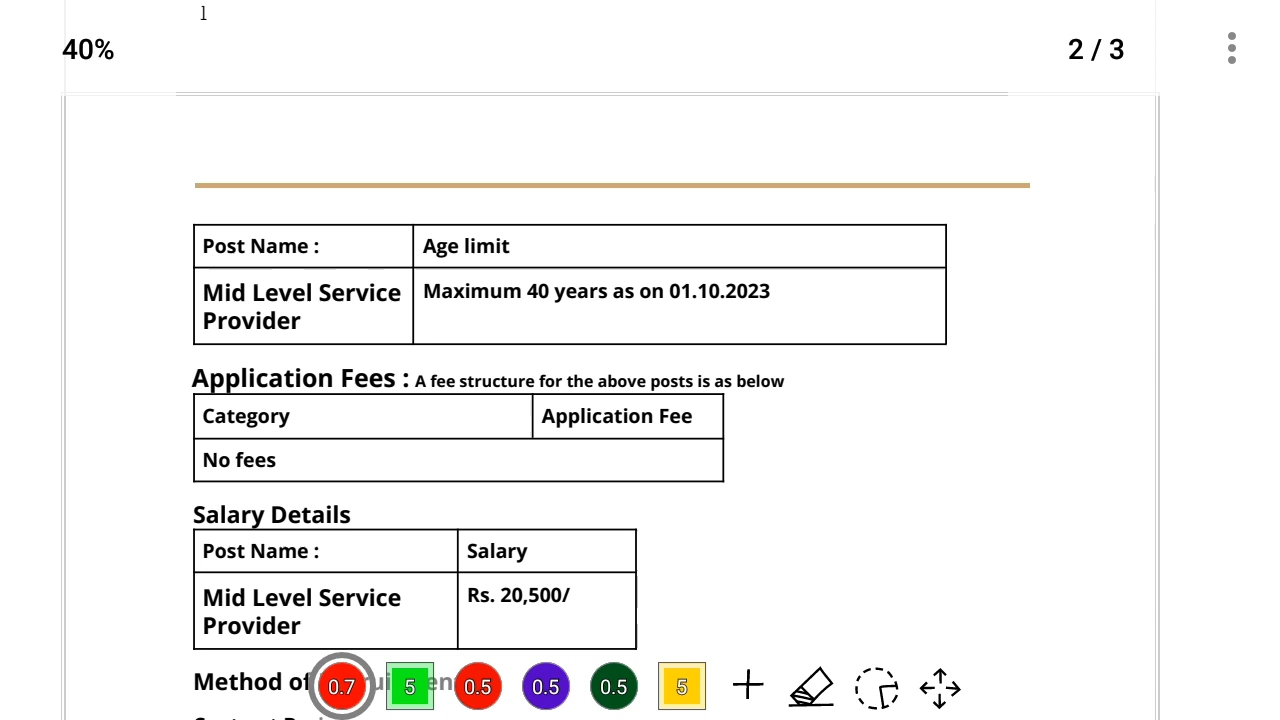 1
40%
2 / 3
Post Name :
Age limit
Mid Level Service
Provider
Maximum 40 years as on 01.10.2023
Application Fees : A fee structure for the above posts is as below
Category
Application Fee
No fees
Salary Details
Post Name :
Salary
Mid Level Service
Provider
Rs. 20,500/
Method of
0.7
5
0.5
0.5
0.5
5